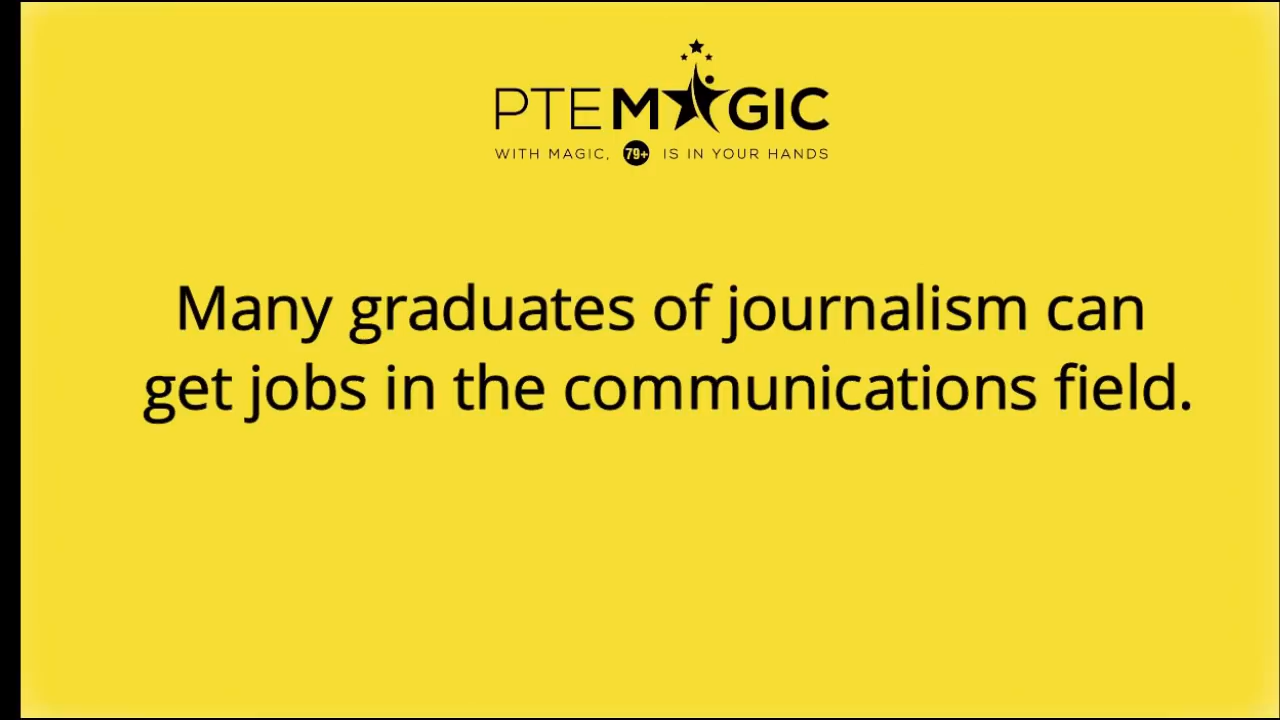 PTEMAGIC
WITH MAGIC, 79+ IS IN YOUR HANDS
Many graduates of journalism can
get jobs in the communications field.